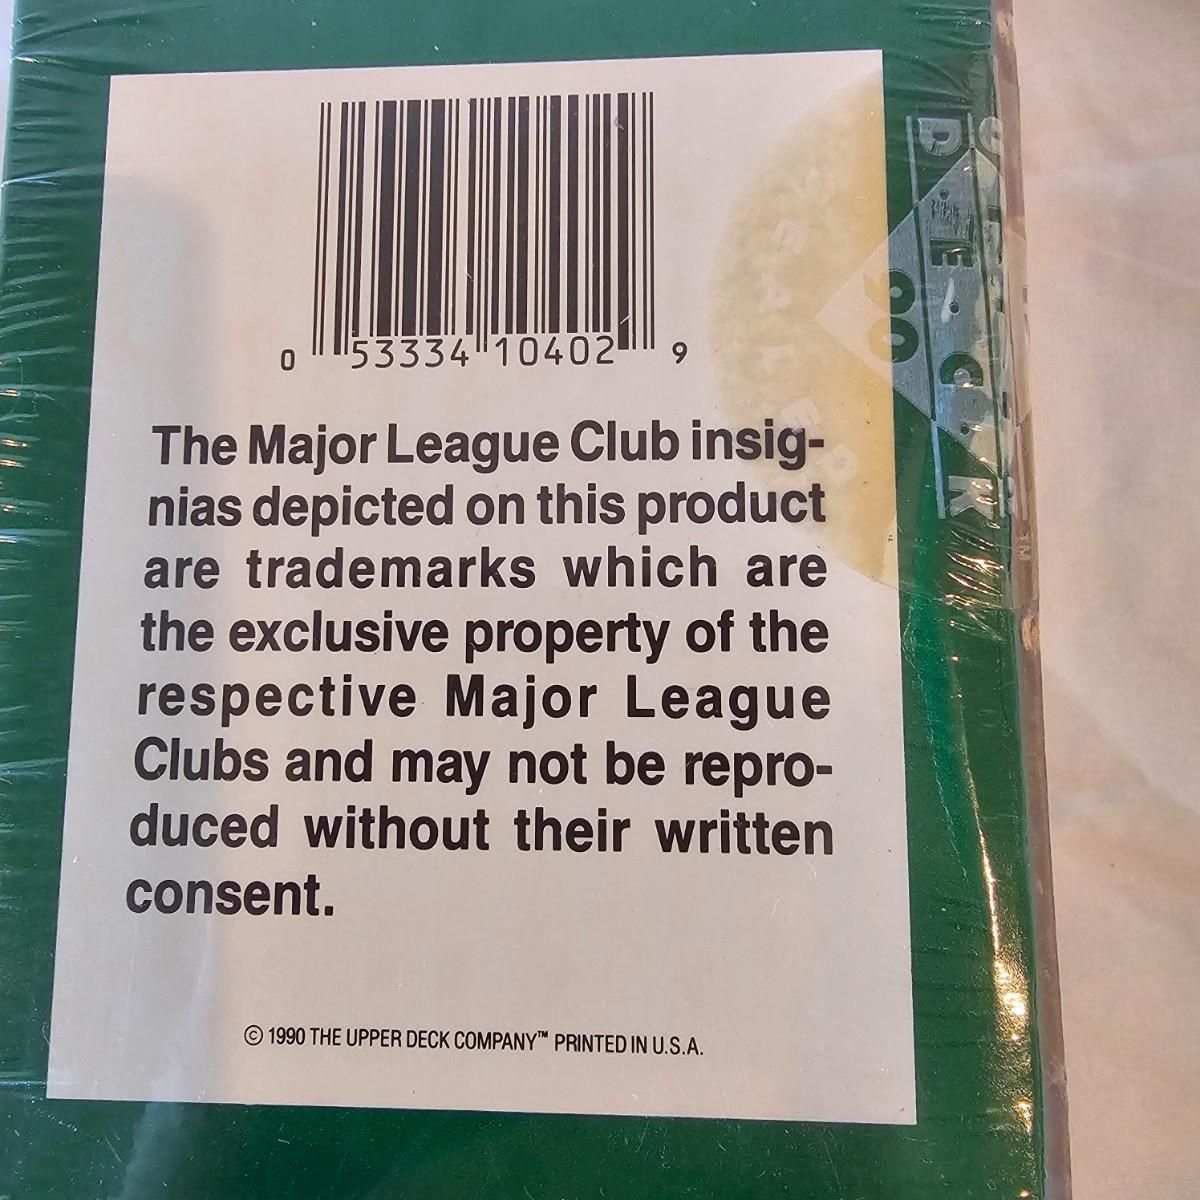 0 53334 10402 9
The Major League Club insig-
nias depicted on this product
are trademarks which are
the exclusive property of the
respective Major League
Clubs and may not be repro-
duced without their written
consent.
© 1990 THE UPPER DECK COMPANY™ PRINTED IN U.S.A.
D·E·C·K
90